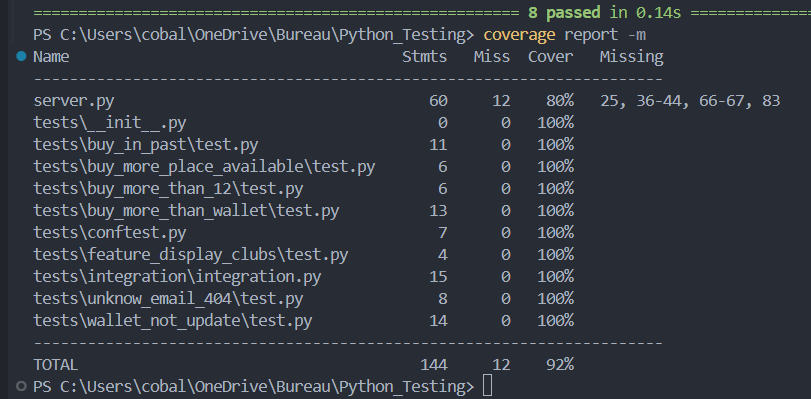 ================================================== 8 passed in 0.14s ==============
PS C:\Users\cobal\OneDrive\Bureau\Python_Testing> coverage report -m
Name                                     Stmts   Miss  Cover   Missing
----------------------------------------------------------------------
server.py                                   60     12    80%   25, 36-44, 66-67, 83
tests\__init__.py                            0      0   100%
tests\buy_in_past\test.py                   11      0   100%
tests\buy_more_place_available\test.py       6      0   100%
tests\buy_more_than_12\test.py               6      0   100%
tests\buy_more_than_wallet\test.py          13      0   100%
tests\conftest.py                            7      0   100%
tests\feature_display_clubs\test.py          4      0   100%
tests\integration\integration.py            15      0   100%
tests\unknow_email_404\test.py               8      0   100%
tests\wallet_not_update\test.py             14      0   100%
----------------------------------------------------------------------
TOTAL                                      144     12    92%
PS C:\Users\cobal\OneDrive\Bureau\Python_Testing>